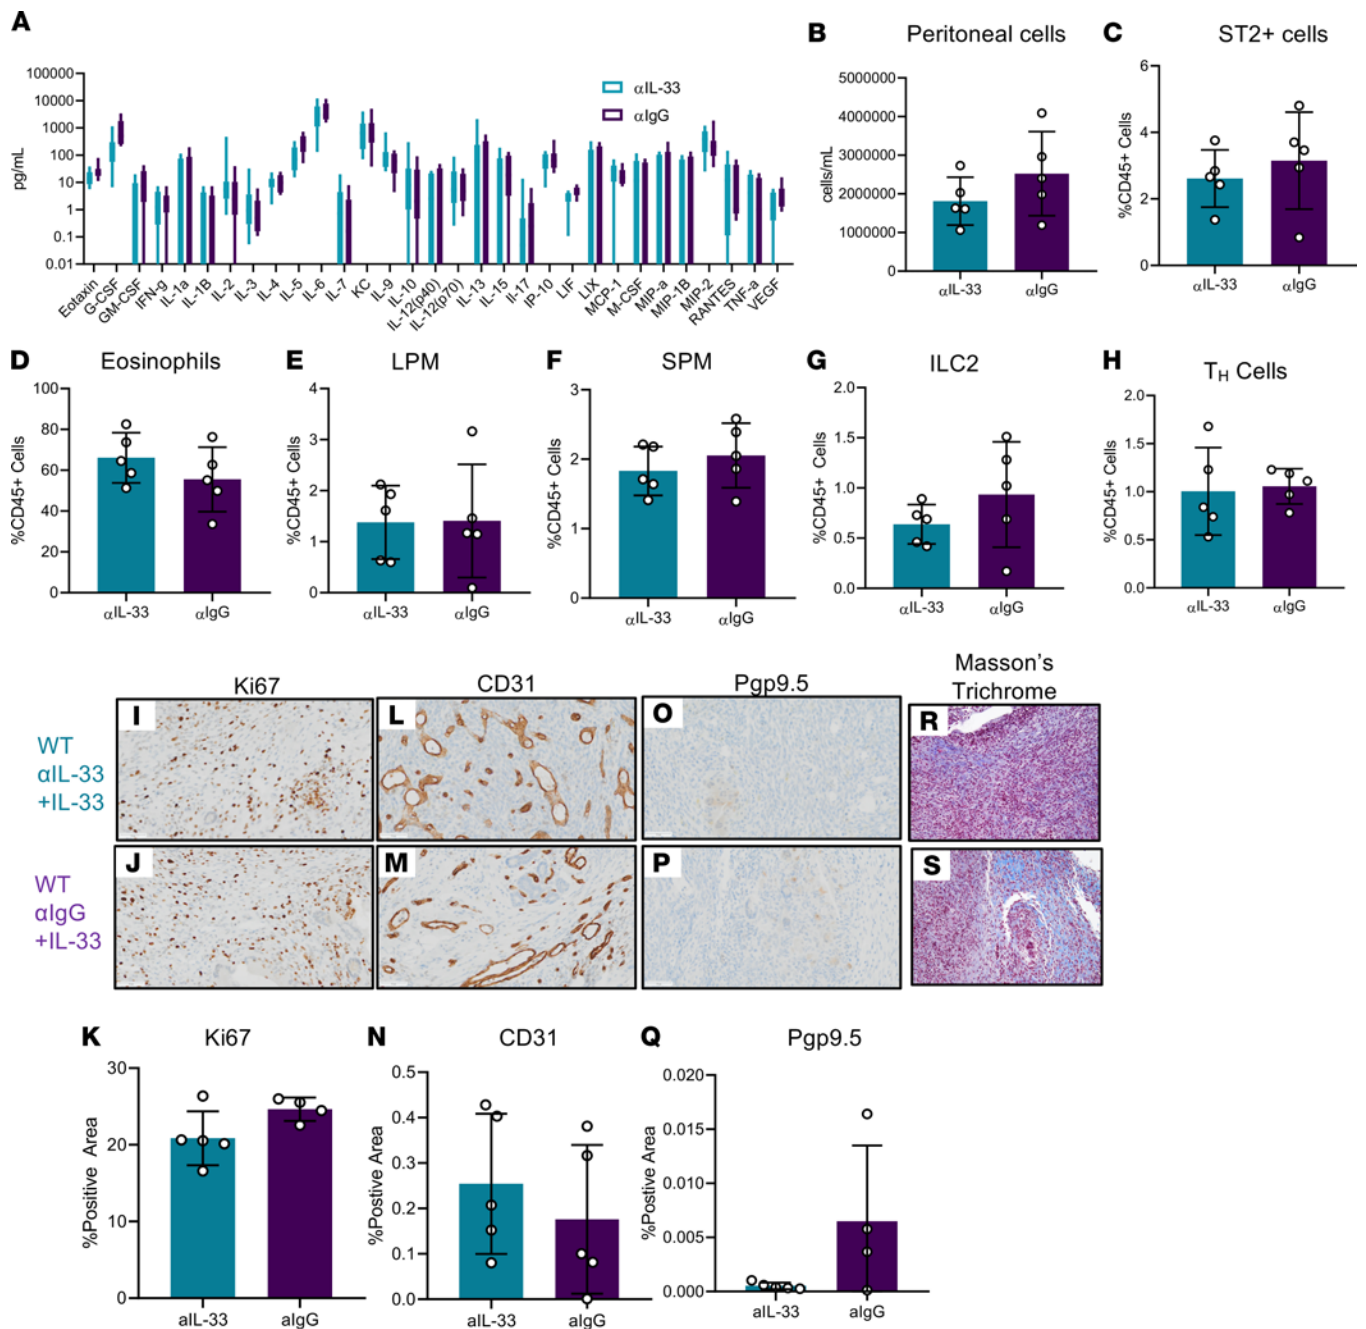 A
100000
10000
1000
100
10
1
0.1
0.01
pg/mL
αIL-33
αIgG
Eotaxin
G-CSF
GM-CSF
IFN-g
IL-1a
IL-1B
IL-2
IL-3
IL-4
IL-5
IL-6
IL-7
KC
IL-9
IL-10
IL-12(p40)
IL-12(p70)
IL-13
IL-15
Il-17
IP-10
LIF
LIX
MCP-1
M-CSF
MIP-a
MIP-1B
MIP-2
RANTES
TNF-a
VEGF
B
Peritoneal cells
5000000
4000000
3000000
2000000
1000000
0
cells/mL
αIL-33
αIgG
C
ST2+ cells
6
4
2
0
%CD45+ Cells
αIL-33
αIgG
D
Eosinophils
100
80
60
40
20
0
%CD45+ Cells
αIL-33
αIgG
E
LPM
4
3
2
1
0
%CD45+ Cells
αIL-33
αIgG
F
SPM
3
2
1
0
%CD45+ Cells
αIL-33
αIgG
G
ILC2
2.0
1.5
1.0
0.5
0.0
%CD45+ Cells
αIL-33
αIgG
H
TH Cells
2.0
1.5
1.0
0.5
0.0
%CD45+ Cells
αIL-33
αIgG
Ki67
CD31
Pgp9.5
Masson's
Trichrome
WT
αIL-33
+IL-33
I
L
O
R
WT
αIgG
+IL-33
J
M
P
S
K
Ki67
30
20
10
0
%Positive Area
aIL-33
aIgG
N
CD31
0.5
0.4
0.3
0.2
0.1
0.0
%Postive Area
aIL-33
aIgG
Q
Pgp9.5
0.020
0.015
0.010
0.005
0.000
%Postive Area
aIL-33
aIgG